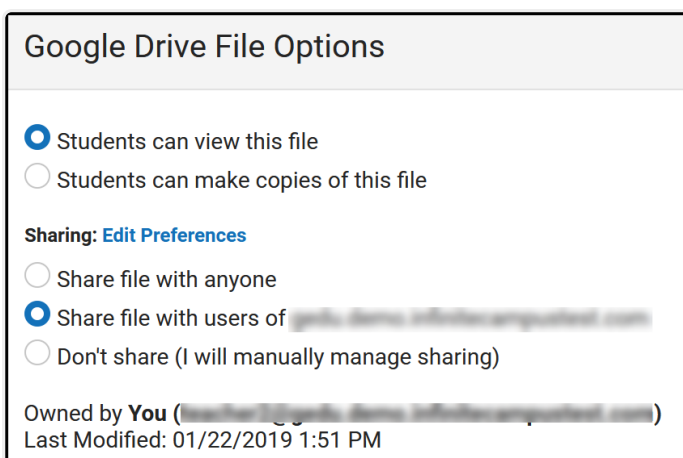 Google Drive File Options
Students can view this file
Students can make copies of this file
Sharing: Edit Preferences
Share file with anyone
Share file with users of
Don't share (I will manually manage sharing)
Owned by You ( )
Last Modified: 01/22/2019 1:51 PM